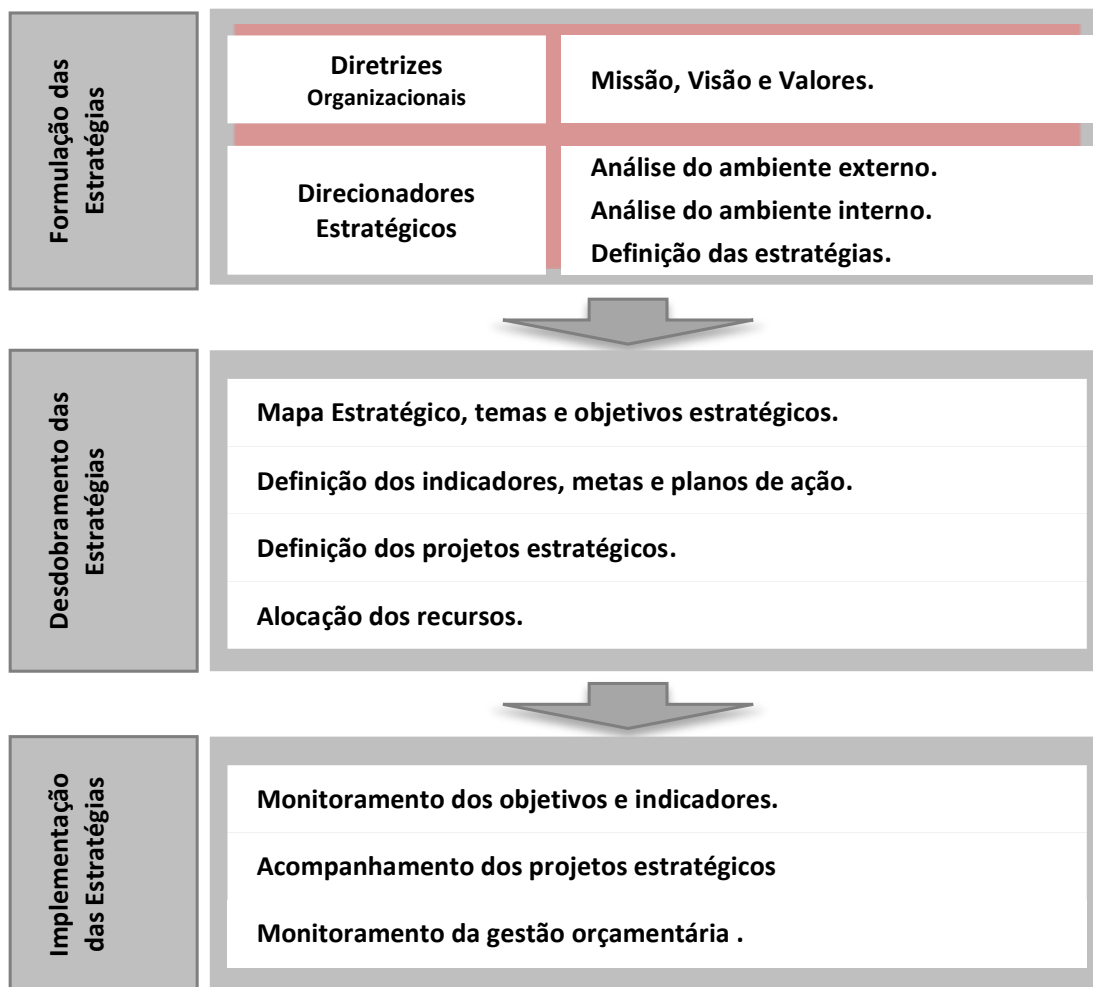 Formulação das
Estratégias
Diretrizes
Organizacionais
Missão, Visão e Valores.
Direcionadores
Estratégicos
Análise do ambiente externo.
Análise do ambiente interno.
Definição das estratégias.
Desdobramento das
Estratégias
Mapa Estratégico, temas e objetivos estratégicos.
Definição dos indicadores, metas e planos de ação.
Definição dos projetos estratégicos.
Alocação dos recursos.
Implementação
das Estratégias
Monitoramento dos objetivos e indicadores.
Acompanhamento dos projetos estratégicos
Monitoramento da gestão orçamentária .